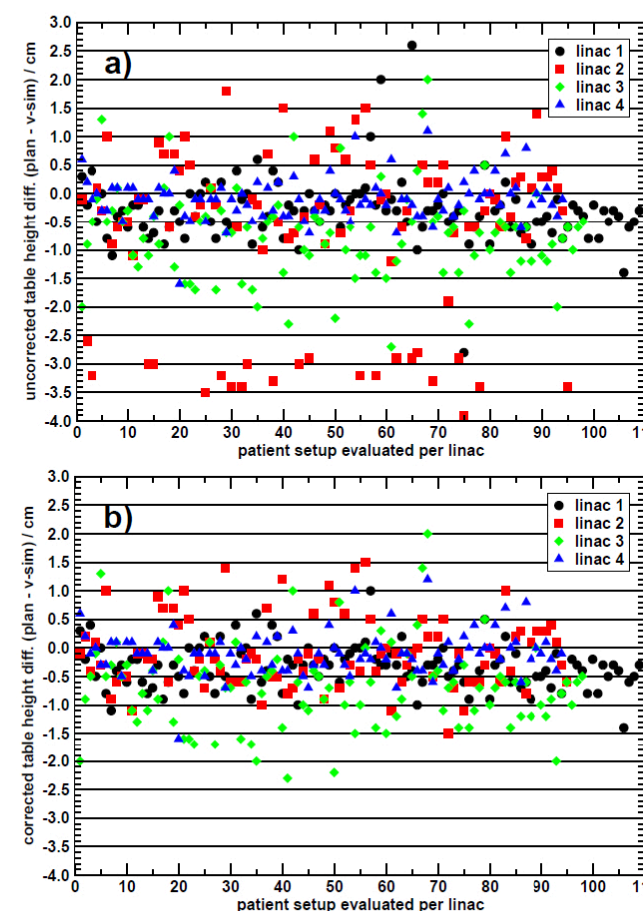 a)
uncorrected table height diff. (plan - v-sim) / cm
3.0
2.5
2.0
1.5
1.0
0.5
0.0
-0.5
-1.0
-1.5
-2.0
-2.5
-3.0
-3.5
-4.0
linac 1
linac 2
linac 3
linac 4
0 10 20 30 40 50 60 70 80 90 100 11
patient setup evaluated per linac
b)
corrected table height diff. (plan - v-sim) / cm
3.0
2.5
2.0
1.5
1.0
0.5
0.0
-0.5
-1.0
-1.5
-2.0
-2.5
-3.0
-3.5
-4.0
linac 1
linac 2
linac 3
linac 4
0 10 20 30 40 50 60 70 80 90 100 11
patient setup evaluated per linac